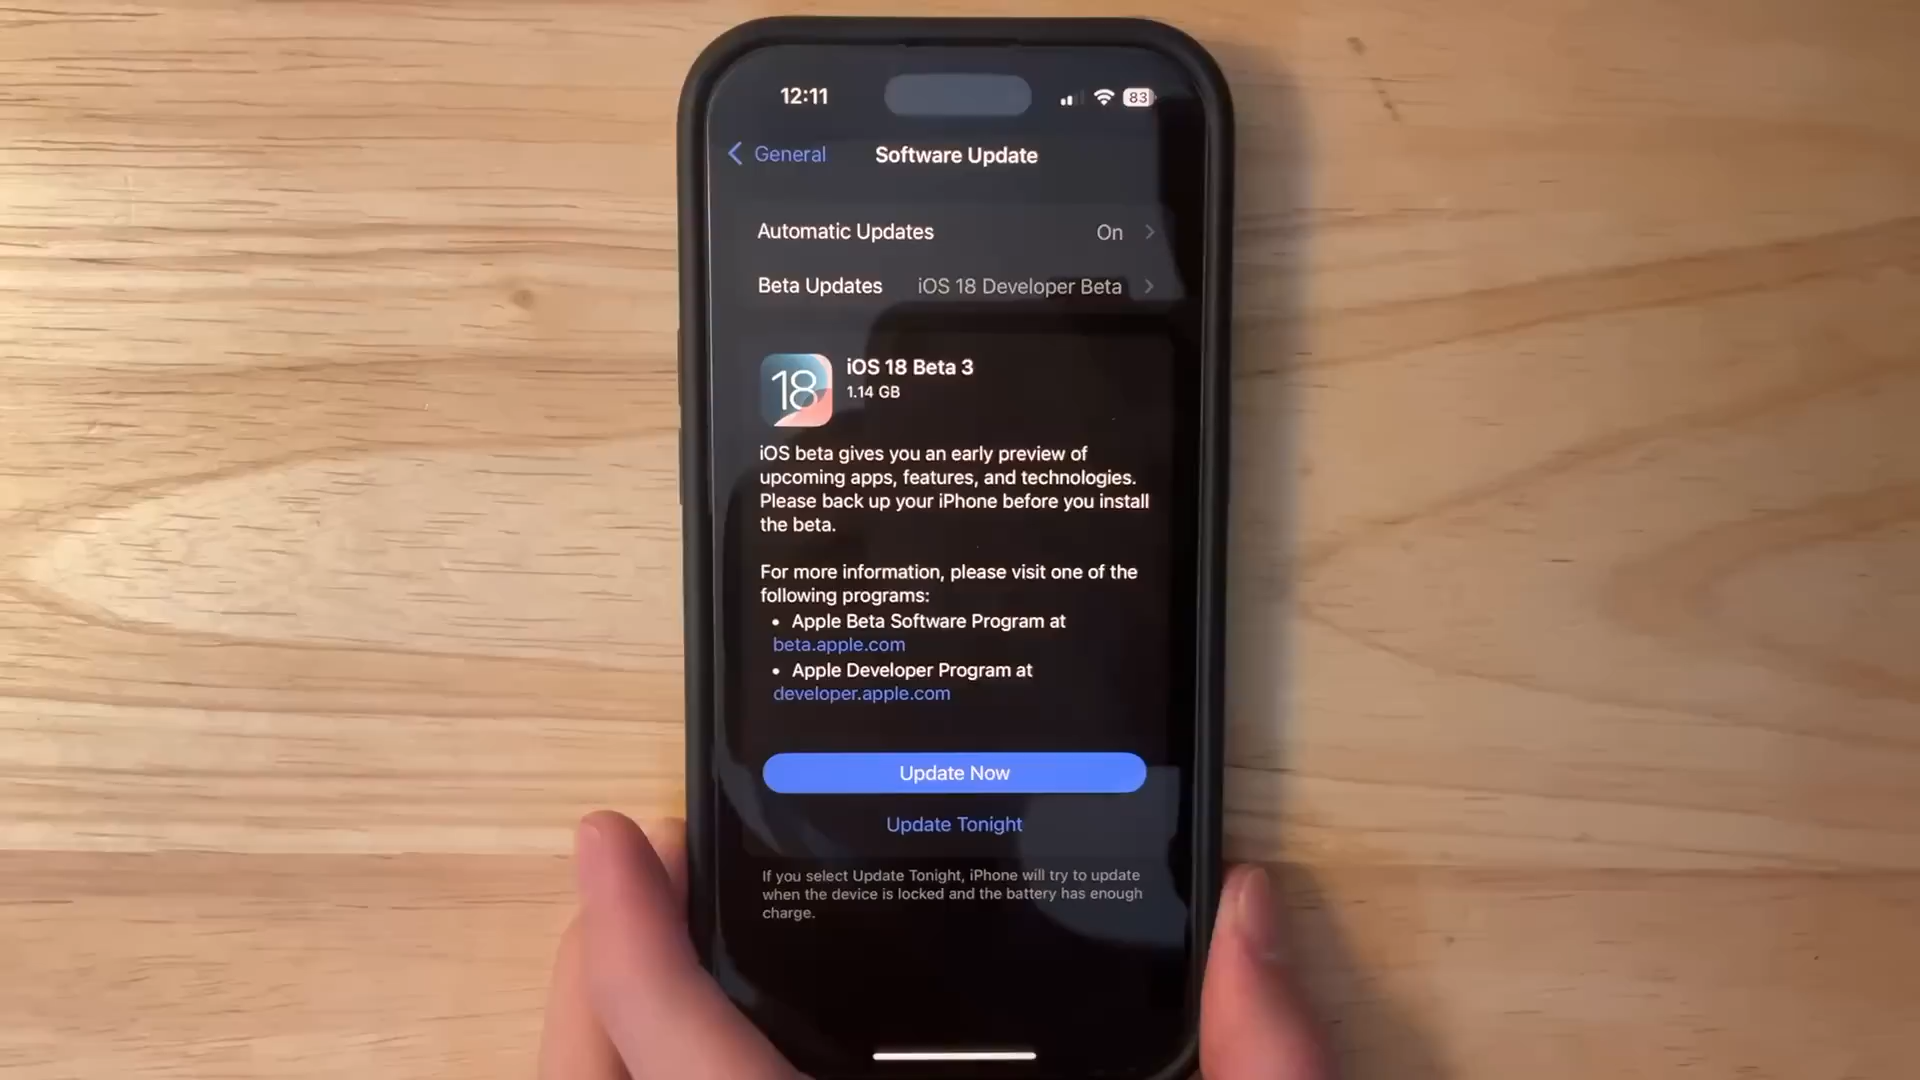 12:11
83
General
Software Update
Automatic Updates On
Beta Updates iOS 18 Developer Beta
18
iOS 18 Beta 3
1.14 GB
iOS beta gives you an early preview of
upcoming apps, features, and technologies.
Please back up your iPhone before you install
the beta.
For more information, please visit one of the
following programs:
• Apple Beta Software Program at
beta.apple.com
• Apple Developer Program at
developer.apple.com
Update Now
Update Tonight
If you select Update Tonight, iPhone will try to update
when the device is locked and the battery has enough
charge.